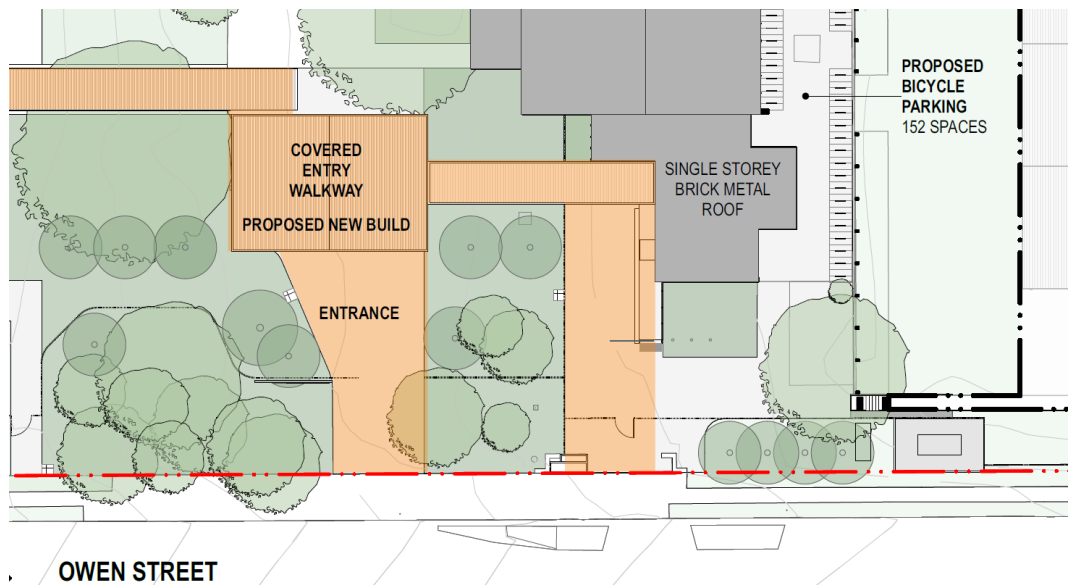 PROPOSED
BICYCLE
PARKING
152 SPACES
COVERED
ENTRY
WALKWAY
PROPOSED NEW BUILD
SINGLE STOREY
BRICK METAL
ROOF
ENTRANCE
OWEN STREET